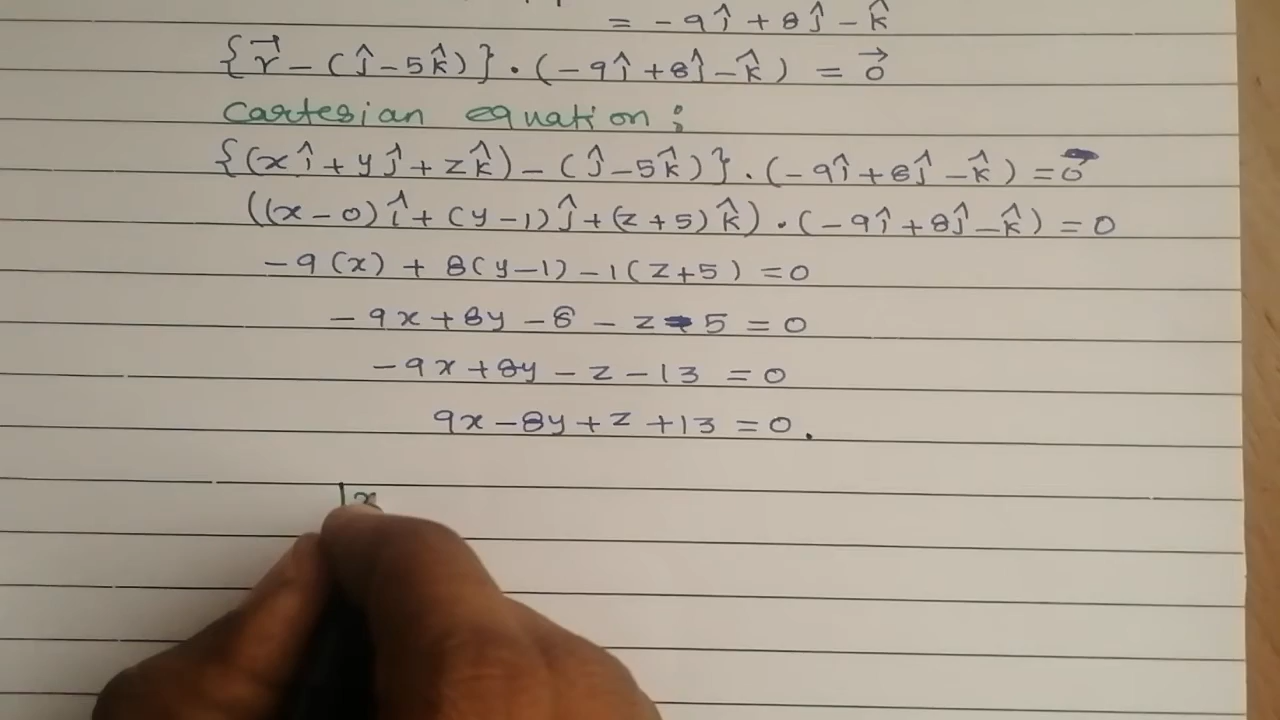 = -9î + 8ĵ - k̂
{r⃗ - (ĵ - 5k̂)} · (-9î + 8ĵ - k̂) = 0⃗
Cartesian equation :
{(xî + yĵ + zk̂) - (ĵ - 5k̂)} · (-9î + 8ĵ - k̂) = 0
((x-0)î + (y-1)ĵ + (z+5)k̂) · (-9î + 8ĵ - k̂) = 0
-9(x) + 8(y-1) - 1(z+5) = 0
-9x + 8y - 8 - z - 5 = 0
-9x + 8y - z - 13 = 0
9x - 8y + z + 13 = 0.
|x